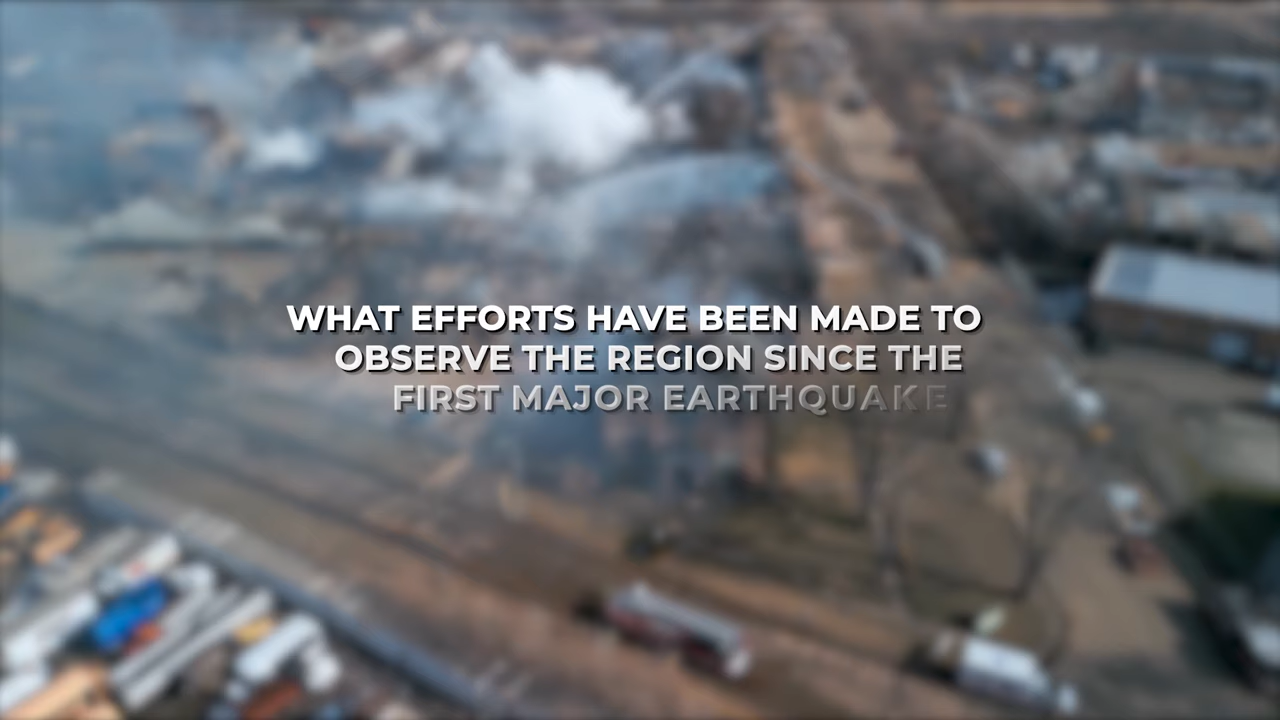 WHAT EFFORTS HAVE BEEN MADE TO
OBSERVE THE REGION SINCE THE
FIRST MAJOR EARTHQUAKE